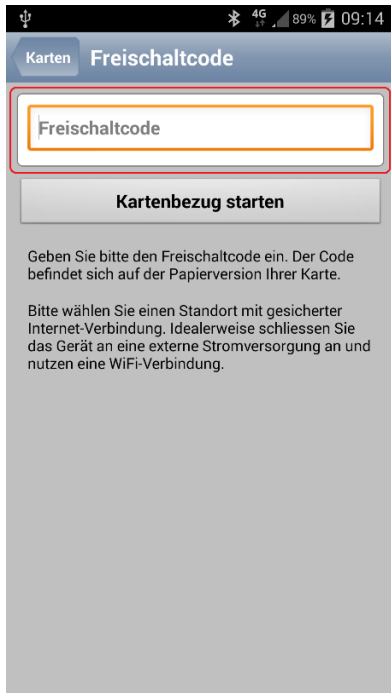 4G 89% 09:14
Karten Freischaltcode
Freischaltcode
Kartenbezug starten
Geben Sie bitte den Freischaltcode ein. Der Code
befindet sich auf der Papierversion Ihrer Karte.
Bitte wählen Sie einen Standort mit gesicherter
Internet-Verbindung. Idealerweise schliessen Sie
das Gerät an eine externe Stromversorgung an und
nutzen eine WiFi-Verbindung.